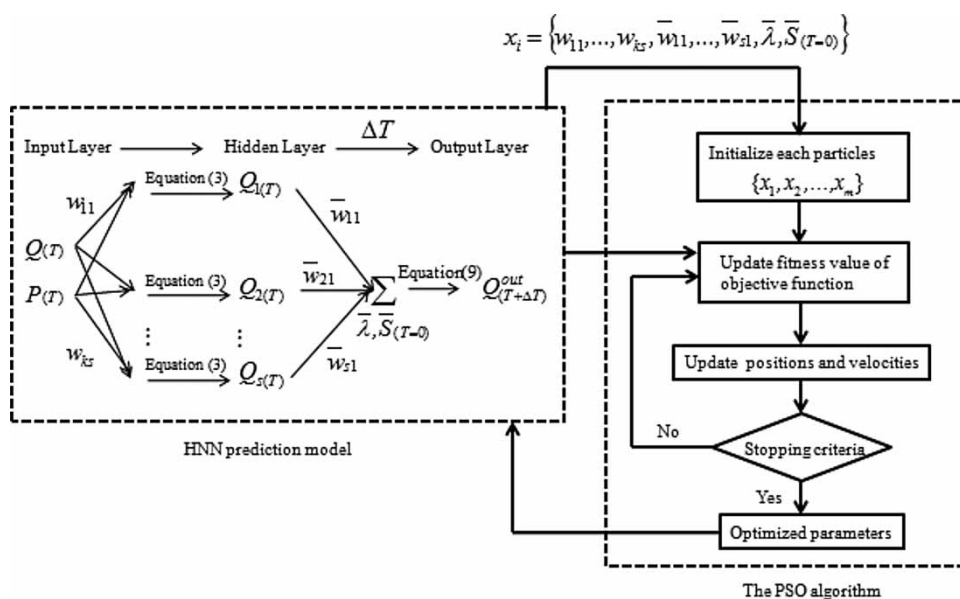 x_i = {w_11,...,w_ks, w̄_11,...,w̄_s1, λ̄, S̄_(T=0)}
Input Layer
Hidden Layer
ΔT
Output Layer
Equation (3)
Q_1(T)
w_11
w̄_11
Q(T)
P(T)
Equation (3)
Q_2(T)
w̄_21
∑
Equation(9)
Q^out_(T+ΔT)
λ̄, S̄_(T=0)
⋮
⋮
w_ks
Equation (3)
Q_s(T)
w̄_s1
HNN prediction model
Initialize each particles
{x_1, x_2, ..., x_m}
Update fitness value of
objective function
Update positions and velocities
No
Stopping criteria
Yes
Optimized parameters
The PSO algorithm